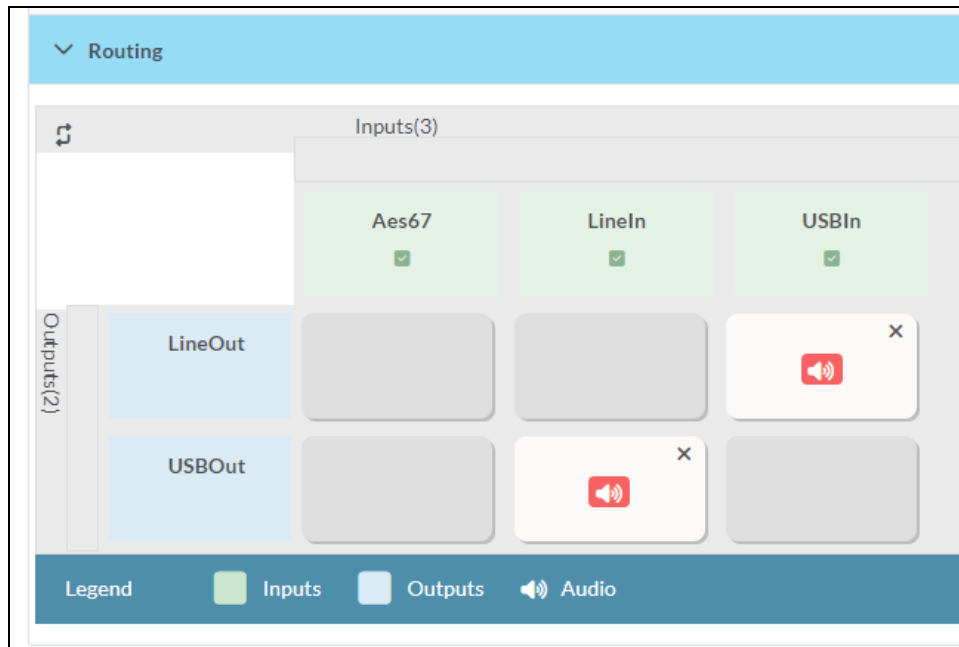 Routing
Inputs(3)
Aes67 LineIn USBIn
Outputs(2)
LineOut
USBOut
Legend Inputs Outputs Audio